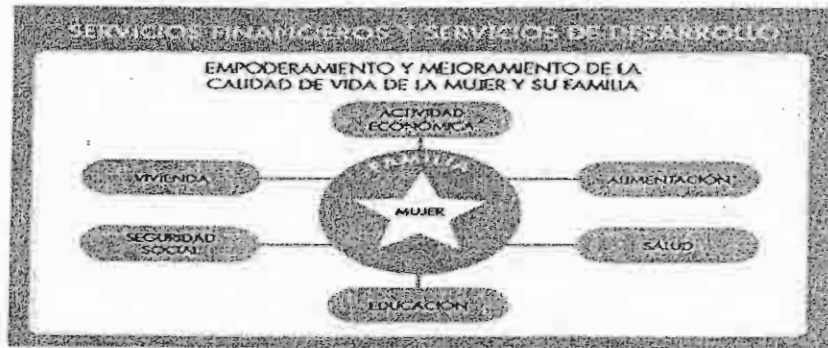 SERVICIOS FINANCIEROS Y SERVICIOS DE DESARROLLO
EMPODERAMIENTO Y MEJORAMIENTO DE LA
CALIDAD DE VIDA DE LA MUJER Y SU FAMILIA
ACTIVIDAD
ECONÓMICA
FAMILIA
VIVIENDA
ALIMENTACIÓN
MUJER
SEGURIDAD
SOCIAL
SALUD
EDUCACIÓN